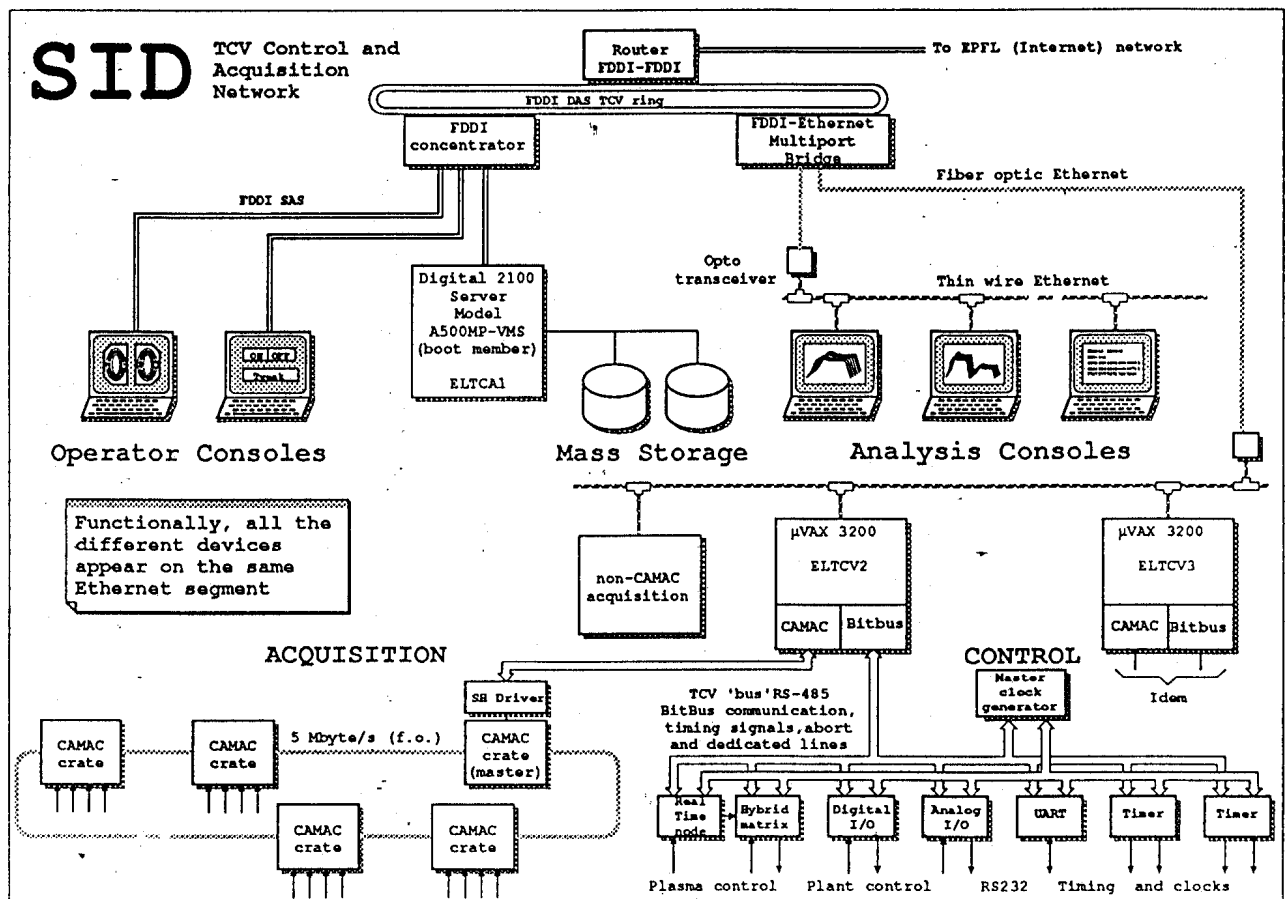 SID
TCV Control and
Acquisition
Network
Router
FDDI-FDDI
To EPFL (Internet) network
FDDI DAS TCV ring
FDDI
concentrator
FDDI-Ethernet
Multiport
Bridge
Fiber optic Ethernet
FDDI SAS
Opto
transceiver
Thin wire Ethernet
Digital 2100
Server
Model
A500MP-VMS
(boot member)
ELTCA1
ON OFF
Operator Consoles
Mass Storage
Analysis Consoles
Functionally, all the
different devices
appear on the same
Ethernet segment
non-CAMAC
acquisition
µVAX 3200
ELTCV2
CAMAC
Bitbus
µVAX 3200
ELTCV3
CAMAC
Bitbus
Idem
ACQUISITION
CONTROL
SH Driver
TCV 'bus'RS-485
BitBus communication,
timing signals,abort
and dedicated lines
Master
clock
generator
CAMAC
crate
CAMAC
crate
5 Mbyte/s (f.o.)
CAMAC
crate
(master)
CAMAC
crate
CAMAC
crate
Real
Time
node
Hybrid
matrix
Digital
I/O
Analog
I/O
UART
Timer
Timer
Plasma control
Plant control
RS232
Timing and clocks